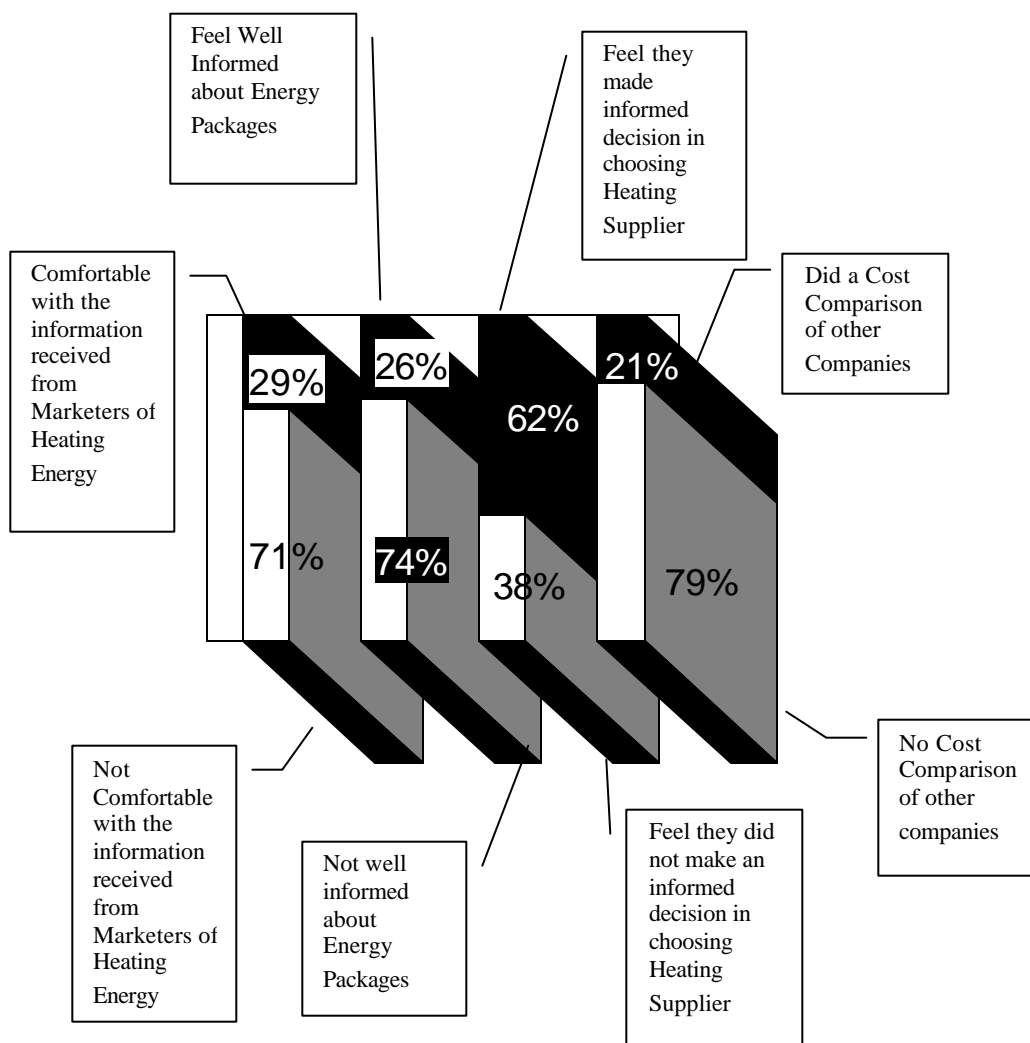 Feel Well
Informed
about Energy
Packages
Feel they
made
informed
decision in
choosing
Heating
Supplier
Comfortable
with the
information
received
from
Marketers of
Heating
Energy
Did a Cost
Comparison
of other
Companies
29%
26%
62%
21%
71%
74%
38%
79%
Not
Comfortable
with the
information
received
from
Marketers of
Heating
Energy
Not well
informed
about
Energy
Packages
Feel they did
not make an
informed
decision in
choosing
Heating
Supplier
No Cost
Comparison
of other
companies